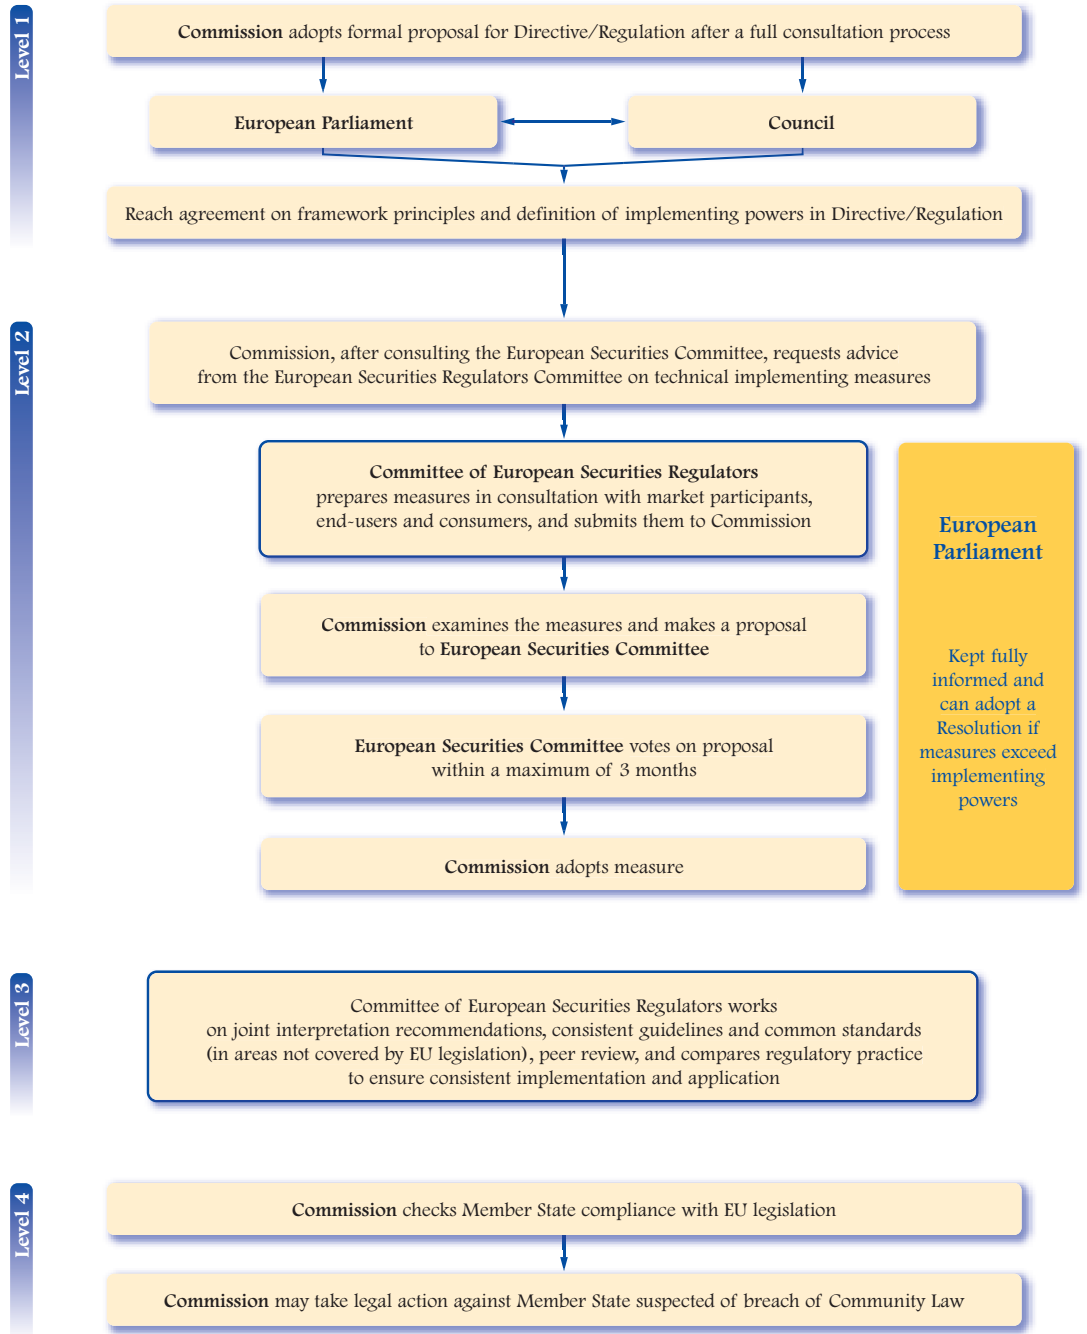 Level 1
Commission adopts formal proposal for Directive/Regulation after a full consultation process
European Parliament
Council
Reach agreement on framework principles and definition of implementing powers in Directive/Regulation
Level 2
Commission, after consulting the European Securities Committee, requests advice
from the European Securities Regulators Committee on technical implementing measures
Committee of European Securities Regulators
prepares measures in consultation with market participants,
end-users and consumers, and submits them to Commission
Commission examines the measures and makes a proposal
to European Securities Committee
European Securities Committee votes on proposal
within a maximum of 3 months
Commission adopts measure
European
Parliament
Kept fully
informed and
can adopt a
Resolution if
measures exceed
implementing
powers
Level 3
Committee of European Securities Regulators works
on joint interpretation recommendations, consistent guidelines and common standards
(in areas not covered by EU legislation), peer review, and compares regulatory practice
to ensure consistent implementation and application
Level 4
Commission checks Member State compliance with EU legislation
Commission may take legal action against Member State suspected of breach of Community Law